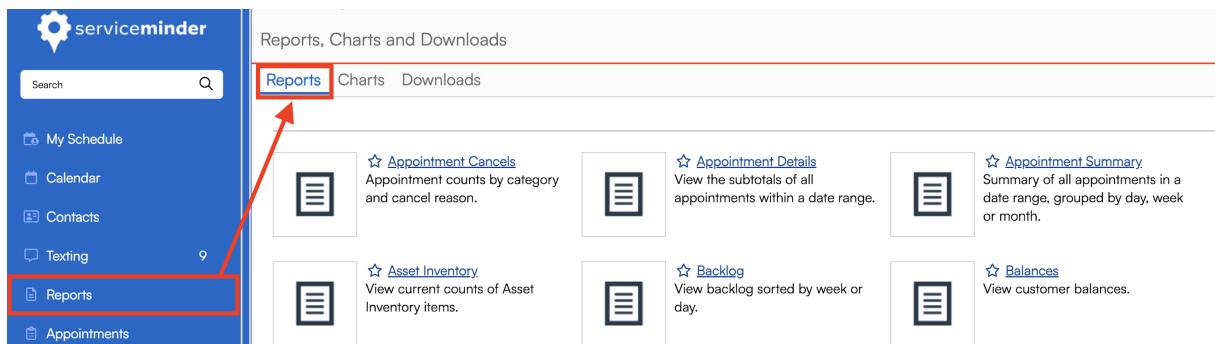 serviceminder
Search
My Schedule
Calendar
Contacts
Texting 9
Reports
Appointments
Reports, Charts and Downloads
Reports Charts Downloads
Appointment Cancels
Appointment counts by category
and cancel reason.
Appointment Details
View the subtotals of all
appointments within a date range.
Appointment Summary
Summary of all appointments in a
date range, grouped by day, week
or month.
Asset Inventory
View current counts of Asset
Inventory items.
Backlog
View backlog sorted by week or
day.
Balances
View customer balances.